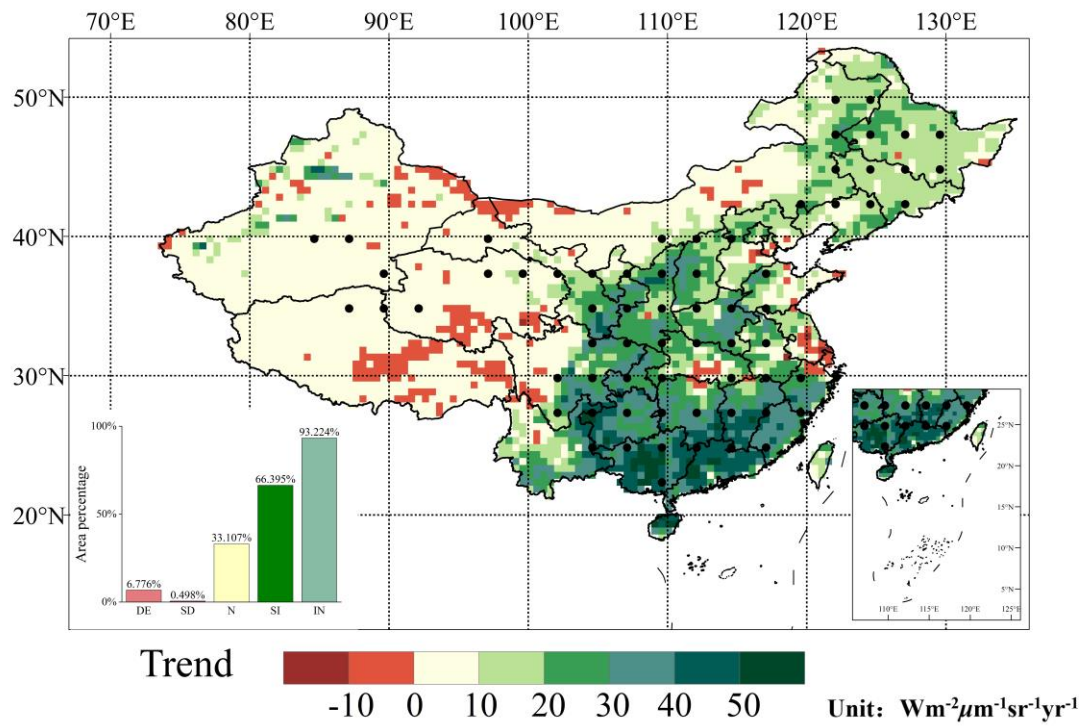 70°E 80°E 90°E 100°E 110°E 120°E 130°E
50°N
40°N
30°N
20°N
100%
50%
0%
Area percentage
6.776%
0.498%
33.107%
66.395%
93.224%
DE SD N SI IN
25°N
20°N
15°N
10°N
5°N
110°E 115°E 120°E 125°E
Trend
-10 0 10 20 30 40 50
Unit: Wm⁻²μm⁻¹sr⁻¹yr⁻¹